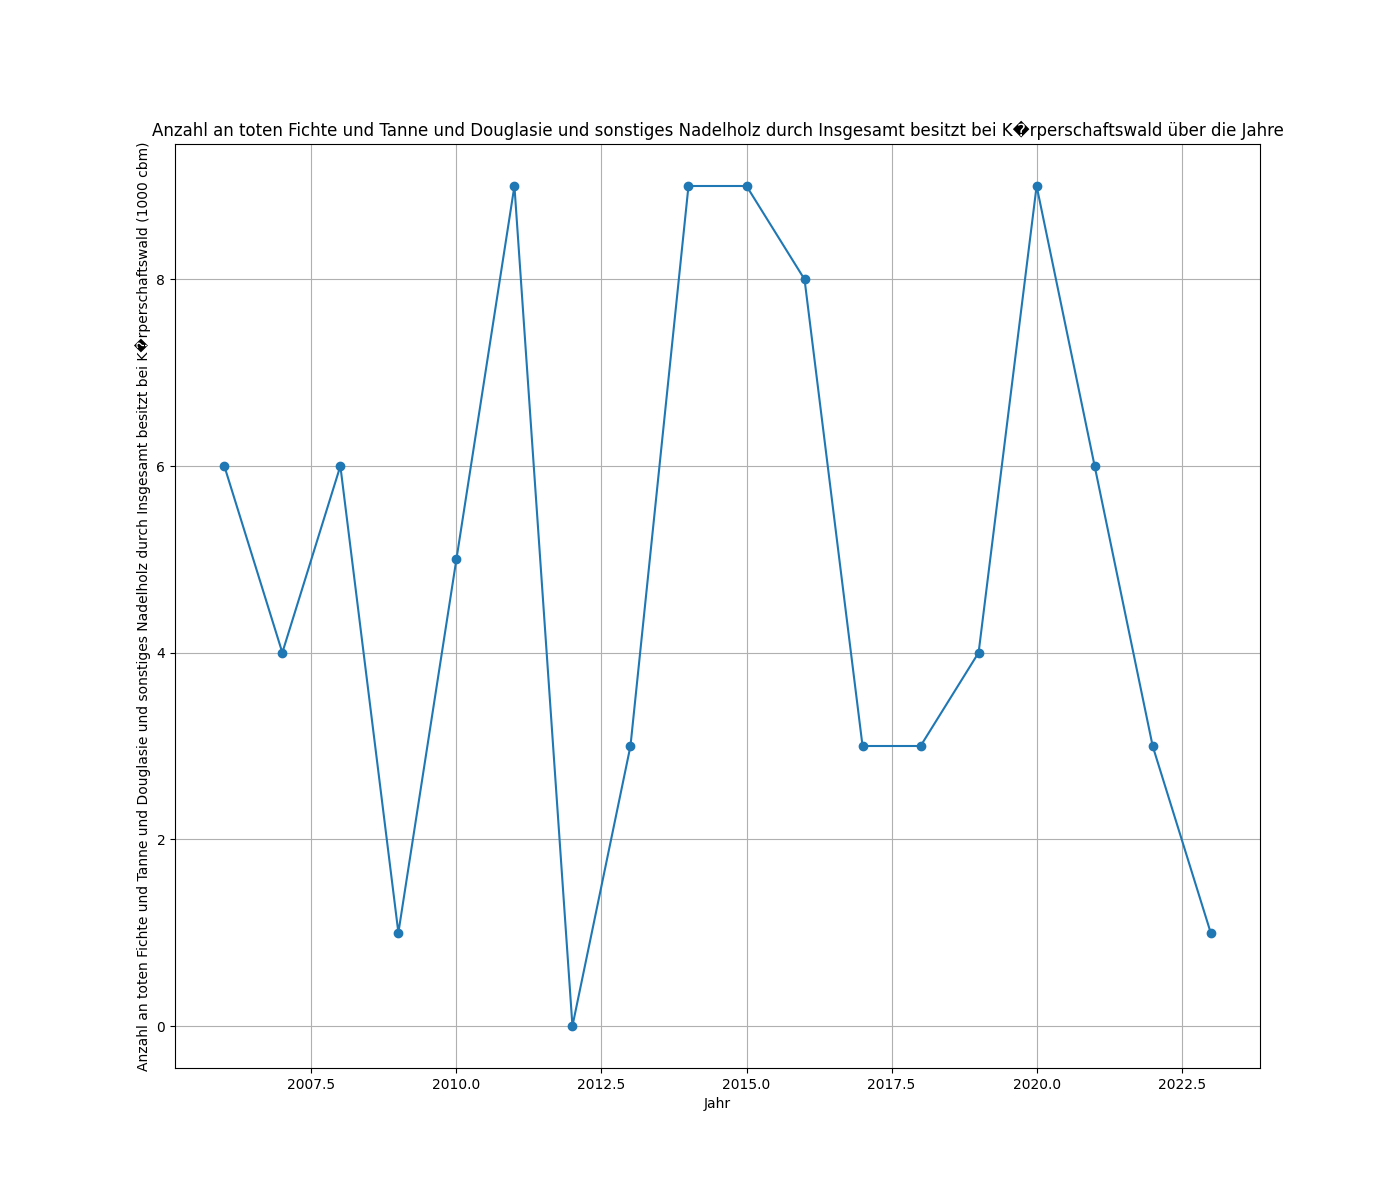 Anzahl an toten Fichte und Tanne und Douglasie und sonstiges Nadelholz durch Insgesamt besitzt bei K�rperschaftswald über die Jahre
Anzahl an toten Fichte und Tanne und Douglasie und sonstiges Nadelholz durch Insgesamt besitzt bei K�rperschaftswald (1000 cbm)
8
6
4
2
0
2007.5 2010.0 2012.5 2015.0 2017.5 2020.0 2022.5
Jahr